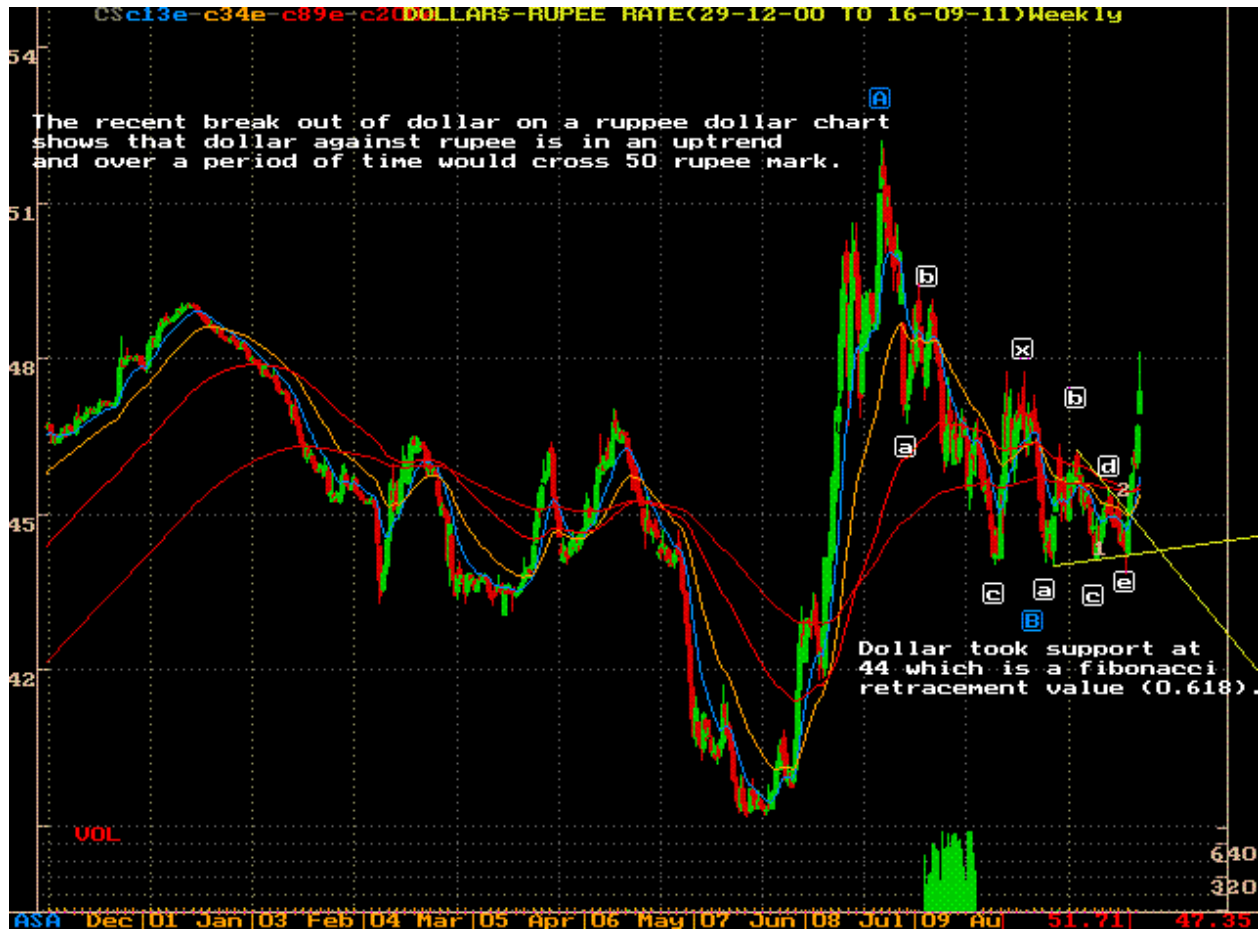 CSc13e-c34e-c89e-c20 DOLLAR$-RUPEE RATE(29-12-00 TO 16-09-11)Weekly
54
A
The recent break out of dollar on a ruppee dollar chart
shows that dollar against rupee is in an uptrend
and over a period of time would cross 50 rupee mark.
51
b
x
48
b
a
d
2
45
1
c
a
c
e
B
Dollar took support at
44 which is a fibonacci
retracement value (0.618).
42
VOL
640
320
ASA Dec|01 Jan|03 Feb|04 Mar|05 Apr|06 May|07 Jun|08 Jul|09 Au| 51.71| 47.35